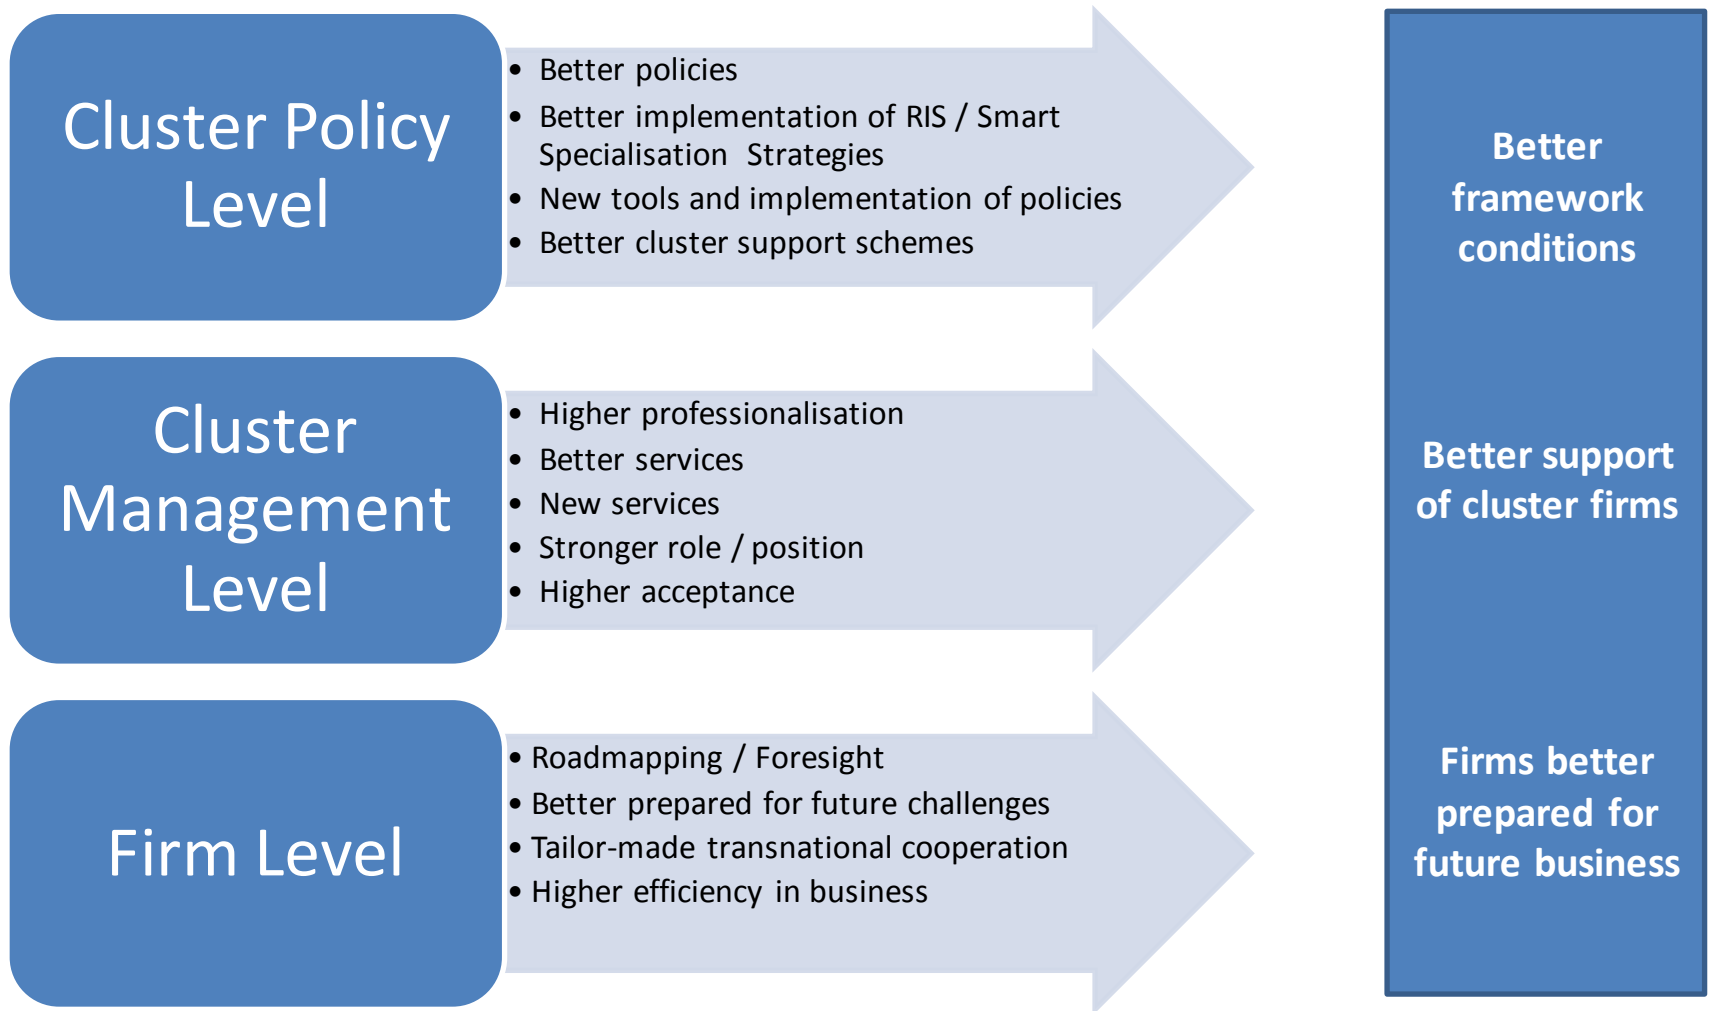 Cluster Policy
Level
• Better policies
• Better implementation of RIS / Smart
Specialisation Strategies
• New tools and implementation of policies
• Better cluster support schemes
Better
framework
conditions
Cluster
Management
Level
• Higher professionalisation
• Better services
• New services
• Stronger role / position
• Higher acceptance
Better support
of cluster firms
Firm Level
• Roadmapping / Foresight
• Better prepared for future challenges
• Tailor-made transnational cooperation
• Higher efficiency in business
Firms better
prepared for
future business